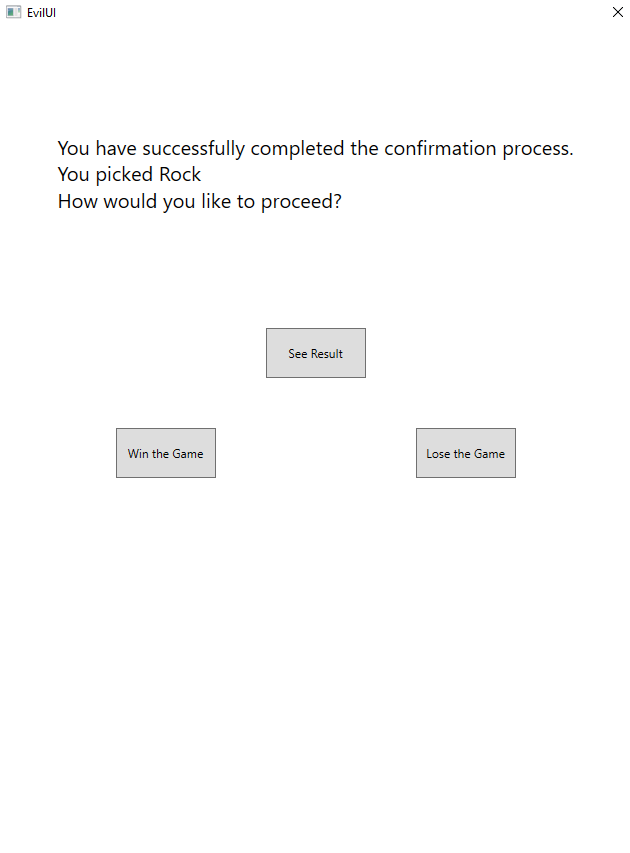 EvilUI
You have successfully completed the confirmation process.
You picked Rock
How would you like to proceed?
See Result
Win the Game
Lose the Game